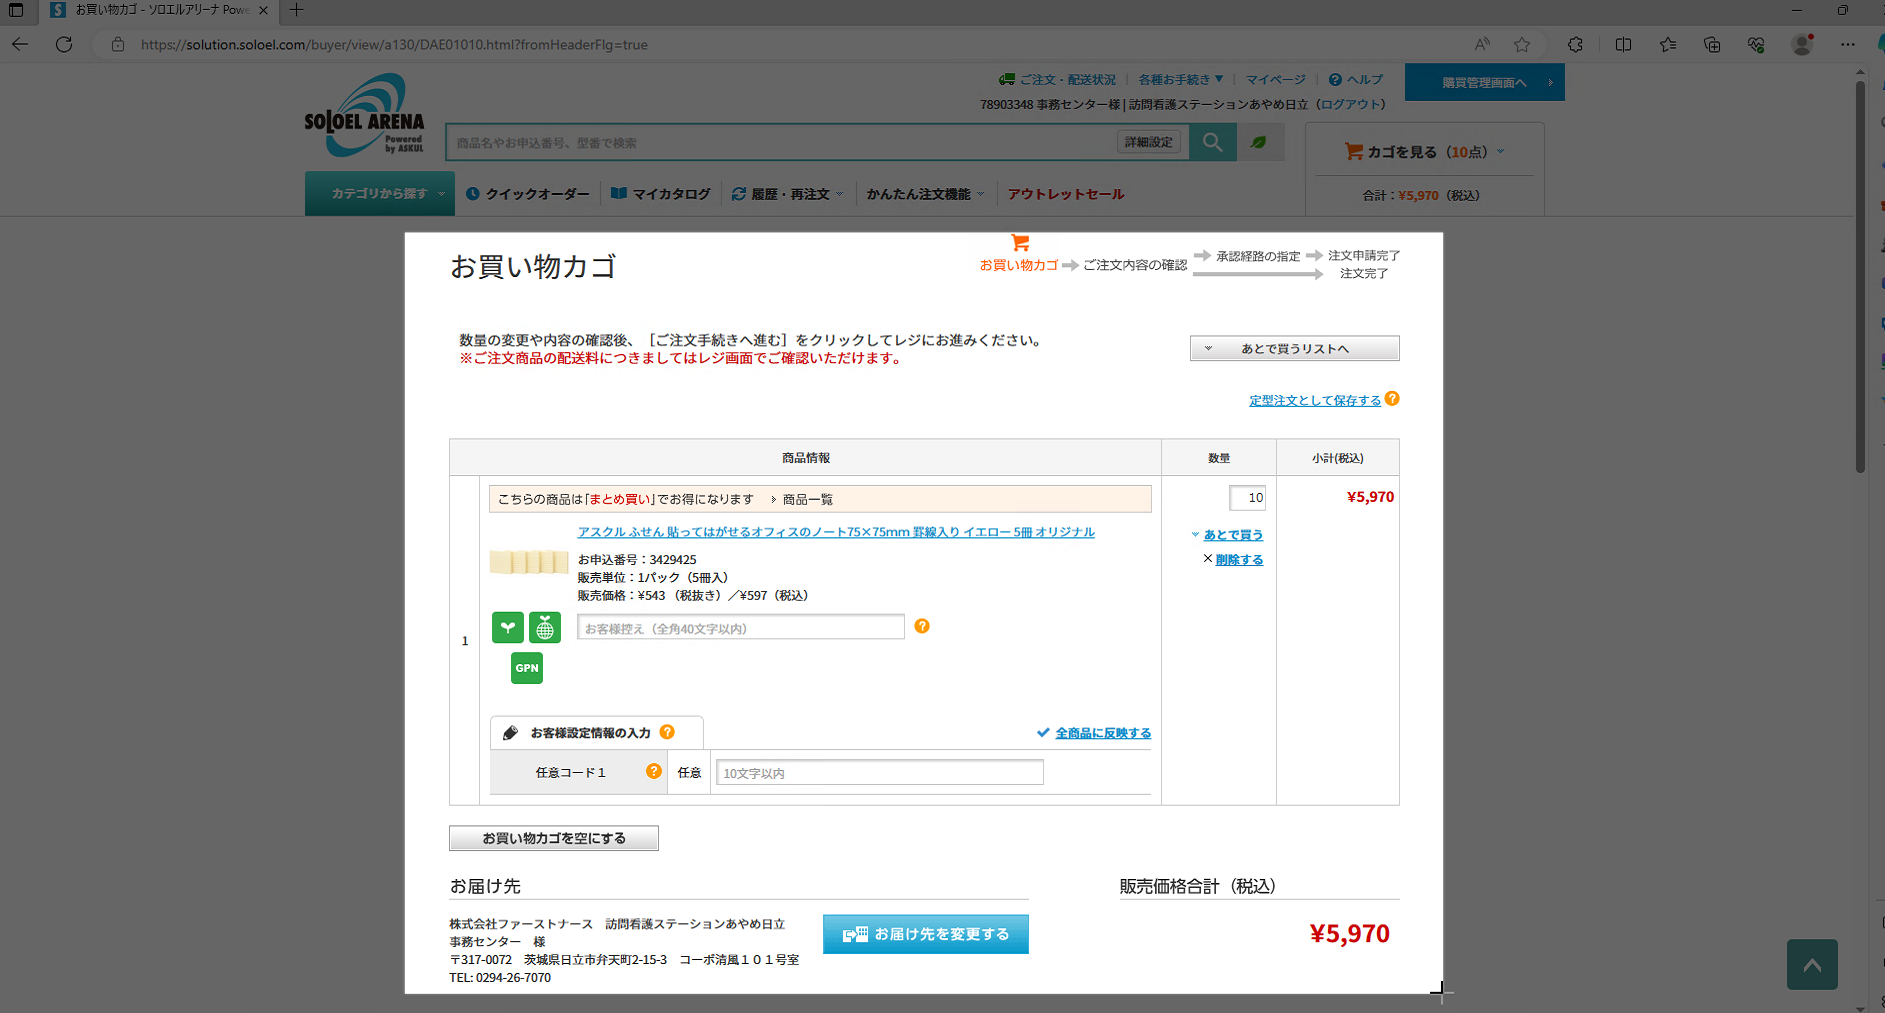 お買い物カゴ - ソロエルアリーナ Powe
https://solution.soloel.com/buyer/view/a130/DAE01010.html?fromHeaderFlg=true
ご注文・配送状況
各種お手続き▼
マイページ
ヘルプ
購買管理画面へ
78903348 事務センター様 | 訪問看護ステーションあやめ日立（ログアウト）
SOLOEL ARENA
Powered
by ASKUL
商品名やお申込番号、型番で検索
詳細設定
カゴを見る（10点）
合計：¥5,970（税込）
カテゴリから探す
クイックオーダー
マイカタログ
履歴・再注文
かんたん注文機能
アウトレットセール
お買い物カゴ
お買い物カゴ
ご注文内容の確認
承認経路の指定
注文申請完了
注文完了
数量の変更や内容の確認後、［ご注文手続きへ進む］をクリックしてレジにお進みください。
※ご注文商品の配送料につきましてはレジ画面でご確認いただけます。
あとで買うリストへ
定型注文として保存する
商品情報
数量
小計(税込)
こちらの商品は「まとめ買い」でお得になります
商品一覧
10
¥5,970
アスクル ふせん 貼ってはがせるオフィスのノート75×75mm 罫線入り イエロー 5冊 オリジナル
あとで買う
お申込番号：3429425
×削除する
販売単位：1パック（5冊入）
販売価格：¥543 （税抜き）／¥597（税込）
お客様控え（全角40文字以内）
1
GPN
お客様設定情報の入力
全商品に反映する
任意コード１
任意
10文字以内
お買い物カゴを空にする
お届け先
販売価格合計（税込）
株式会社ファーストナース　訪問看護ステーションあやめ日立
事務センター　様
〒317-0072　茨城県日立市弁天町2-15-3　コーポ清風１０１号室
TEL: 0294-26-7070
お届け先を変更する
¥5,970